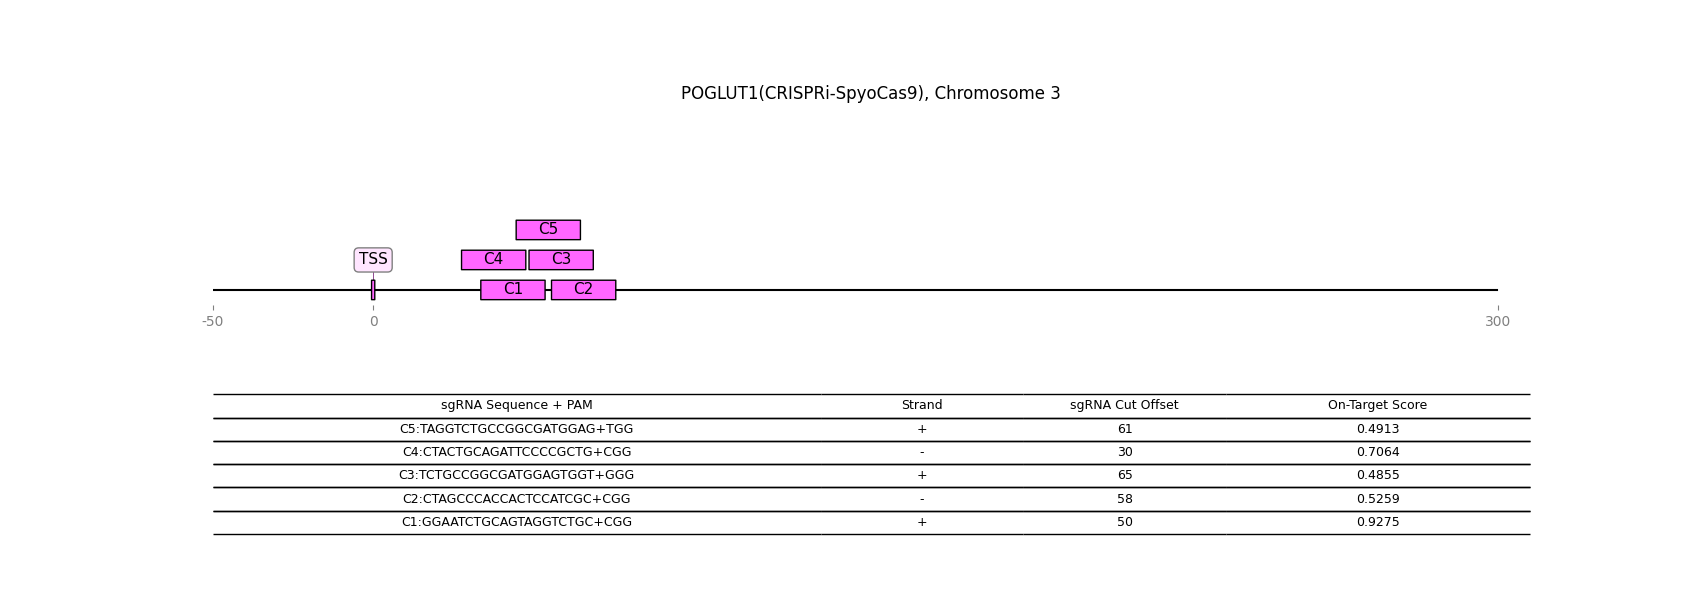 POGLUT1(CRISPRi-SpyoCas9), Chromosome 3
C5
TSS C4 C3
C1 C2
-50 0 300
sgRNA Sequence + PAM Strand sgRNA Cut Offset On-Target Score
C5:TAGGTCTGCCGGCGATGGAG+TGG + 61 0.4913
C4:CTACTGCAGATTCCCCGCTG+CGG - 30 0.7064
C3:TCTGCCGGCGATGGAGTGGT+GGG + 65 0.4855
C2:CTAGCCCACCACTCCATCGC+CGG - 58 0.5259
C1:GGAATCTGCAGTAGGTCTGC+CGG + 50 0.9275